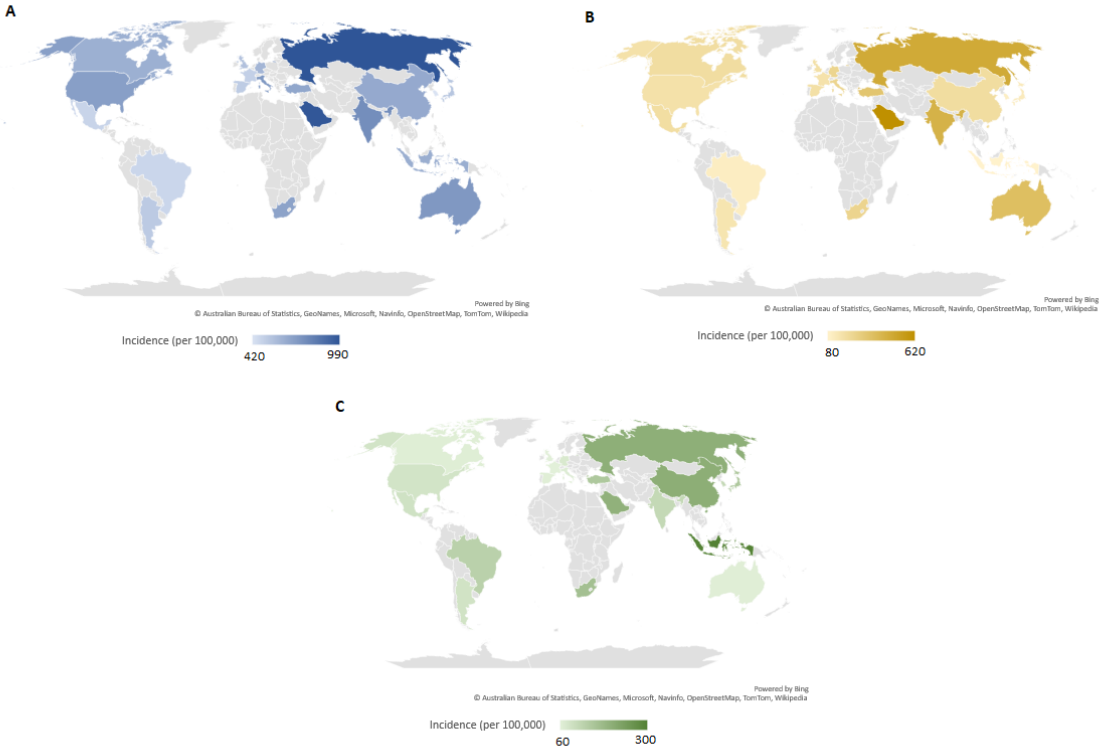 A
B
Powered by Bing
© Australian Bureau of Statistics, GeoNames, Microsoft, Navinfo, OpenStreetMap, TomTom, Wikipedia
Powered by Bing
© Australian Bureau of Statistics, GeoNames, Microsoft, Navinfo, OpenStreetMap, TomTom, Wikipedia
Incidence (per 100,000)
420 990
Incidence (per 100,000)
80 620
C
Powered by Bing
© Australian Bureau of Statistics, GeoNames, Microsoft, Navinfo, OpenStreetMap, TomTom, Wikipedia
Incidence (per 100,000)
60 300